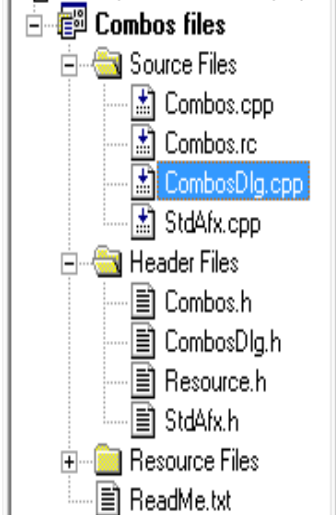 Combos files
Source Files
Combos.cpp
Combos.rc
CombosDlg.cpp
StdAfx.cpp
Header Files
Combos.h
CombosDlg.h
Resource.h
StdAfx.h
Resource Files
ReadMe.txt